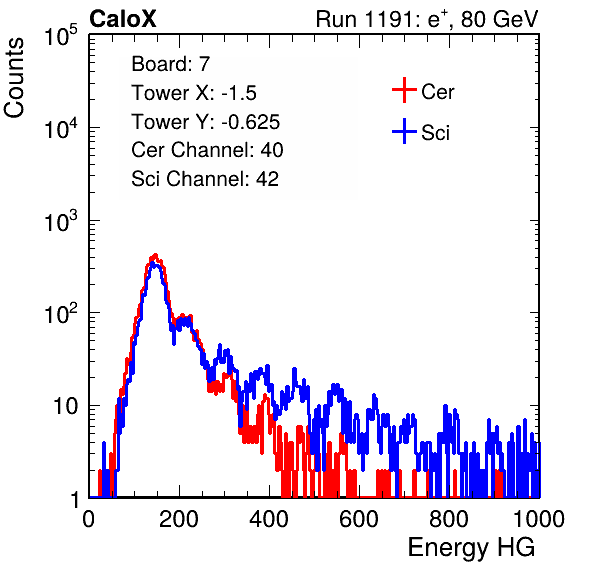 CaloX Run 1191: e⁺, 80 GeV
Counts
Board: 7
Tower X: -1.5
Tower Y: -0.625
Cer Channel: 40
Sci Channel: 42
Cer
Sci
10⁵
10⁴
10³
10²
10
1
0 200 400 600 800 1000
Energy HG